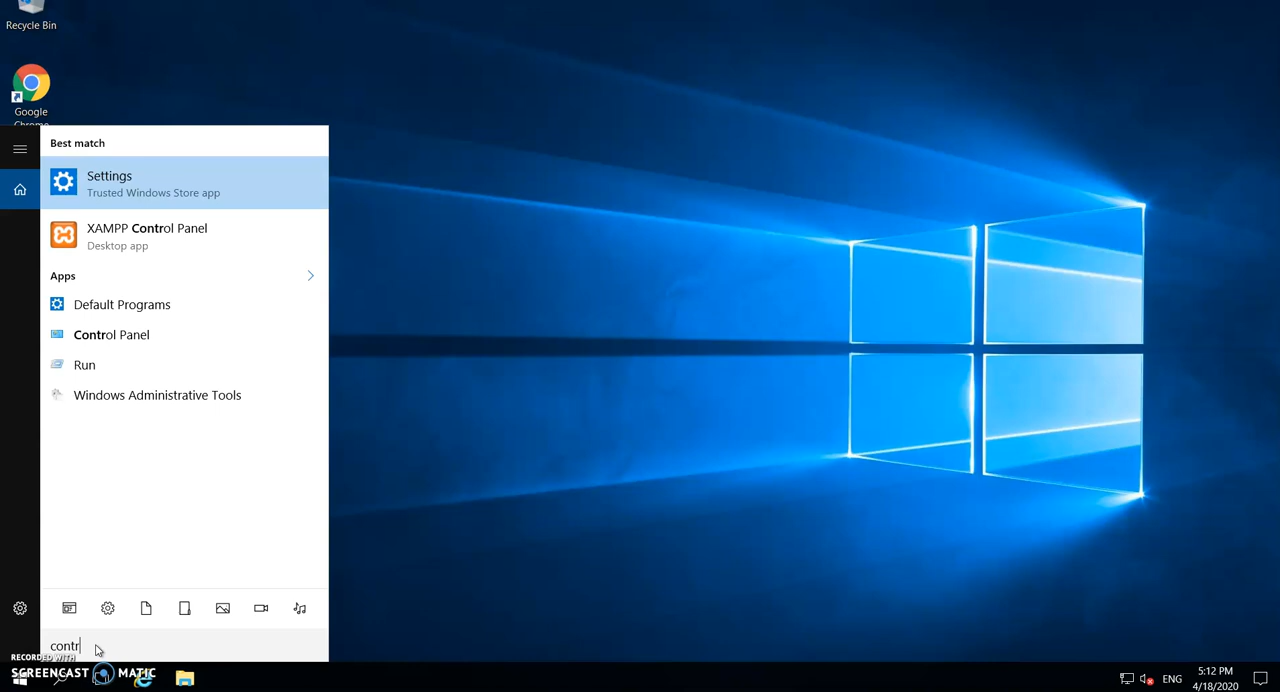 Recycle Bin
Google
Chrome
Best match
Settings
Trusted Windows Store app
XAMPP Control Panel
Desktop app
Apps
Default Programs
Control Panel
Run
Windows Administrative Tools
contr
RECORDED WITH
SCREENCAST MATIC
ENG
5:12 PM
4/18/2020